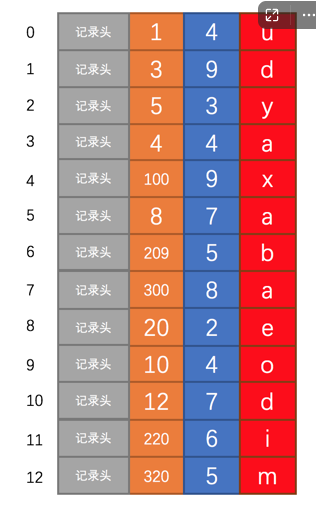 0 记录头 1 4 u
1 记录头 3 9 d
2 记录头 5 3 y
3 记录头 4 4 a
4 记录头 100 9 x
5 记录头 8 7 a
6 记录头 209 5 b
7 记录头 300 8 a
8 记录头 20 2 e
9 记录头 10 4 o
10 记录头 12 7 d
11 记录头 220 6 i
12 记录头 320 5 m